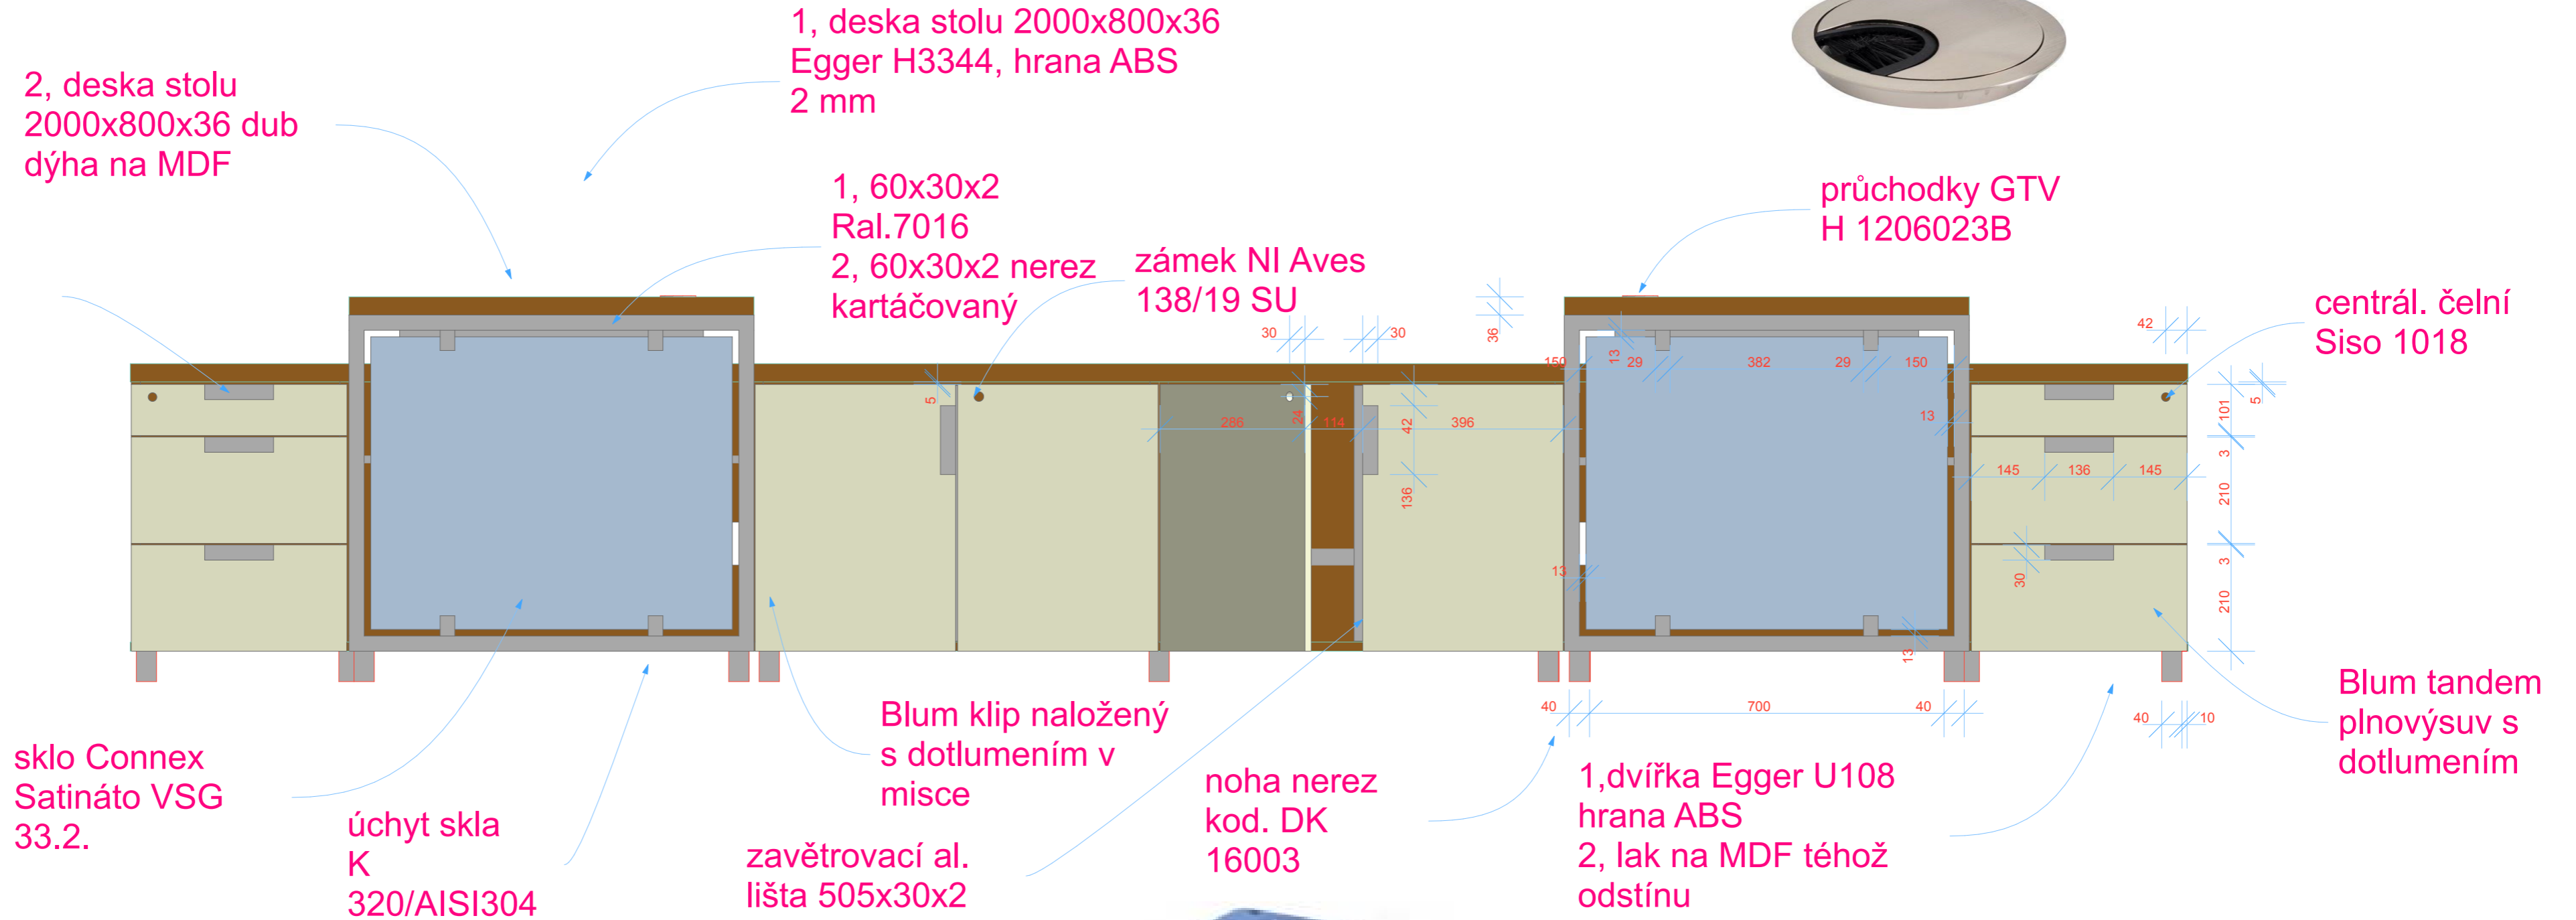 1, deska stolu 2000x800x36
Egger H3344, hrana ABS
2 mm
2, deska stolu
2000x800x36 dub
dýha na MDF
1, 60x30x2
Ral.7016
2, 60x30x2 nerez
kartáčovaný
zámek NI Aves
138/19 SU
průchodky GTV
H 1206023B
centrál. čelní
Siso 1018
30
30
36
42
150
13
29
382
29
150
5
286
24
114
42
396
136
13
145
136
145
101
5
3
210
3
210
30
13
13
40
700
40
40
10
Blum klip naložený
s dotlumením v
misce
Blum tandem
plnovýsuv s
dotlumením
sklo Connex
Satináto VSG
33.2.
úchyt skla
K
320/AISI304
zavětrovací al.
lišta 505x30x2
noha nerez
kod. DK
16003
1,dvířka Egger U108
hrana ABS
2, lak na MDF téhož
odstínu